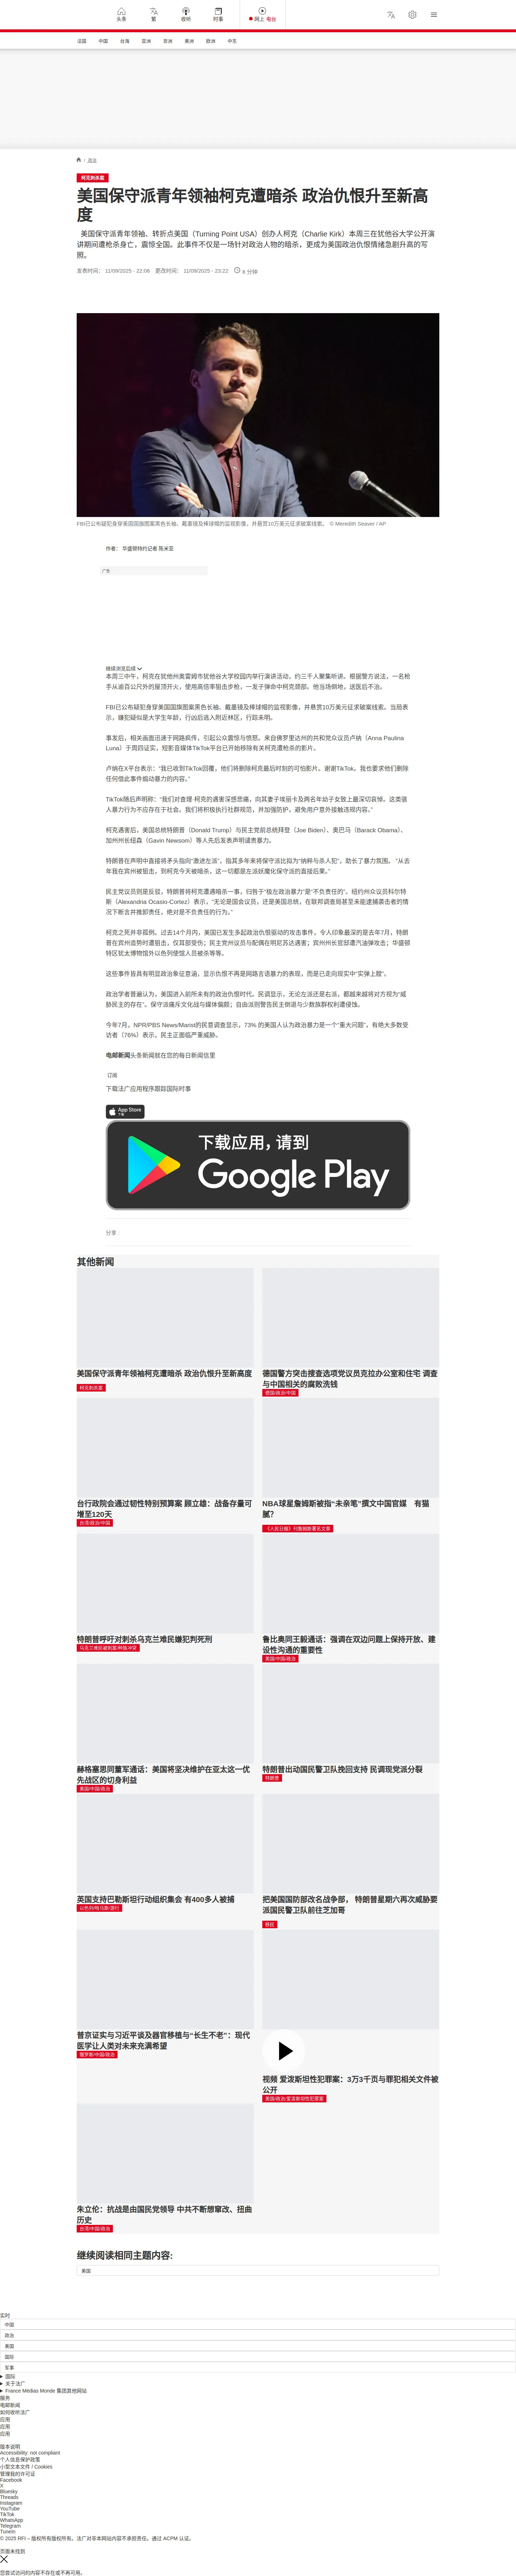 头条
繁
收听
时事
网上 电台
法国
中国
台海
亚洲
非洲
美洲
欧洲
中东
/ 政治
柯克刺杀案
美国保守派青年领袖柯克遭暗杀 政治仇恨升至新高
度
美国保守派青年领袖、转折点美国（Turning Point USA）创办人柯克（Charlie Kirk）本周三在犹他谷大学公开演
讲期间遭枪杀身亡，震惊全国。此事件不仅是一场针对政治人物的暗杀，更成为美国政治仇恨情绪急剧升高的写
照。
发表时间： 11/09/2025 - 22:06 更改时间： 11/09/2025 - 23:22 6 分钟
FBI已公布疑犯身穿美国国旗图案黑色长袖、戴墨镜及棒球帽的监视影像，并悬赏10万美元征求破案线索。 © Meredith Seaver / AP
作者： 华盛顿特约记者 陈米亚
广告
继续浏览后续
本周三中午，柯克在犹他州奥雷姆市犹他谷大学校园内举行演讲活动，约三千人聚集听讲。根据警方说法，一名枪
手从逾百公尺外的屋顶开火，使用高倍率狙击步枪，一发子弹命中柯克颈部。他当场倒地，送医后不治。
FBI已公布疑犯身穿美国国旗图案黑色长袖、戴墨镜及棒球帽的监视影像，并悬赏10万美元征求破案线索。当局表
示，嫌犯疑似是大学生年龄，行凶后逃入附近林区，行踪未明。
事发后，相关画面迅速于网路疯传，引起公众震惊与愤怒。来自佛罗里达州的共和党众议员卢纳（Anna Paulina
Luna）于周四证实，短影音媒体TikTok平台已开始移除有关柯克遭枪杀的影片。
卢纳在X平台表示：“我已收到TikTok回覆，他们将删除柯克最后时刻的可怕影片。谢谢TikTok。我也要求他们删除
任何借此事件煽动暴力的内容。”
TikTok随后声明称：“我们对查理·柯克的遇害深感悲痛，向其妻子埃丽卡及两名年幼子女致上最深切哀悼。这类骇
人暴行为不应存在于社会。我们将积极执行社群规范，并加强防护，避免用户意外接触违规内容。”
柯克遇害后，美国总统特朗普（Donald Trump）与民主党前总统拜登（Joe Biden）、奥巴马（Barack Obama）、
加州州长纽森（Gavin Newsom）等人先后发表声明谴责暴力。
特朗普在声明中直接将矛头指向“激进左派”，指其多年来将保守派比拟为“纳粹与杀人犯”，助长了暴力氛围。 “从去
年我在宾州被狙击，到柯克今天被暗杀，这一切都是左派妖魔化保守派的直接后果。”
民主党议员则是反驳，特朗普将柯克遭遇暗杀一事，归咎于“极左政治暴力”是“不负责任的”。纽约州众议员科尔特
斯（Alexandria Ocasio-Cortez）表示，“无论是国会议员，还是美国总统，在联邦调查局甚至未能逮捕袭击者的情
况下断言并推卸责任，绝对是不负责任的行为。”
柯克之死并非孤例。过去14个月内，美国已发生多起政治仇恨驱动的攻击事件，令人印象最深的是去年7月，特朗
普在宾州造势时遭狙击，仅耳部受伤；民主党州议员与配偶在明尼苏达遇害；宾州州长官邸遭汽油弹攻击；华盛顿
特区犹太博物馆外以色列使馆人员被杀等等。
这些事件皆具有明显政治象征意涵，显示仇恨不再是网路言语暴力的表现，而是已走向现实中“实弹上膛”。
政治学者普遍认为，美国进入前所未有的政治仇恨时代。民调显示，无论左派还是右派，都越来越将对方视为“威
胁民主的存在”。保守派痛斥文化战与媒体偏颇；自由派则警告民主倒退与少数族群权利遭侵蚀。
今年7月，NPR/PBS News/Marist的民意调查显示，73% 的美国人认为政治暴力是一个“重大问题”，有绝大多数受
访者（76%）表示，民主正面临严重威胁。
电邮新闻头条新闻就在您的每日新闻信里
订阅
下载法广应用程序跟踪国际时事
App Store
下载
下载应用，请到
Google Play
分享 :
其他新闻
美国保守派青年领袖柯克遭暗杀 政治仇恨升至新高度
柯克刺杀案
德国警方突击搜查选项党议员克拉办公室和住宅 调查
与中国相关的腐败洗钱
德国/政治/中国
台行政院会通过韧性特别预算案 顾立雄：战备存量可
增至120天
台湾/政治/中国
NBA球星詹姆斯被指“未亲笔”撰文中国官媒　有猫
腻？
《人民日报》刊詹姆斯署名文章
特朗普呼吁对刺杀乌克兰难民嫌犯判死刑
乌克兰难民被刺案/种族冲突
鲁比奥同王毅通话：强调在双边问题上保持开放、建
设性沟通的重要性
美国/中国/政治
赫格塞思同董军通话：美国将坚决维护在亚太这一优
先战区的切身利益
美国/中国/政治
特朗普出动国民警卫队挽回支持 民调现党派分裂
特朗普
英国支持巴勒斯坦行动组织集会 有400多人被捕
以色列/哈马斯/游行
把美国国防部改名战争部， 特朗普星期六再次威胁要
派国民警卫队前往芝加哥
移民
普京证实与习近平谈及器官移植与“长生不老”：现代
医学让人类对未来充满希望
俄罗斯/中国/政治
视频 爱泼斯坦性犯罪案：3万3千页与罪犯相关文件被
公开
美国/政治/爱泼斯坦性犯罪案
朱立伦：抗战是由国民党领导 中共不断想窜改、扭曲
历史
台湾/中国/政治
继续阅读相同主题内容:
美国
实时
中国
政治
美国
国际
军事
国际
关于法广
France Médias Monde 集团其他网站
服务
电邮新闻
如何收听法广
应用
应用
应用
版本说明
Accessibility: not compliant
个人信息保护政策
小型文本文件 / Cookies
管理我的许可证
Facebook
X
Bluesky
Threads
Instagram
YouTube
TikTok
WhatsApp
Telegram
TuneIn
© 2025 RFI – 版权所有版权所有。法广对非本网站内容不承担责任。通过 ACPM 认证。
页面未找到
您尝试访问的内容不存在或不再可用。